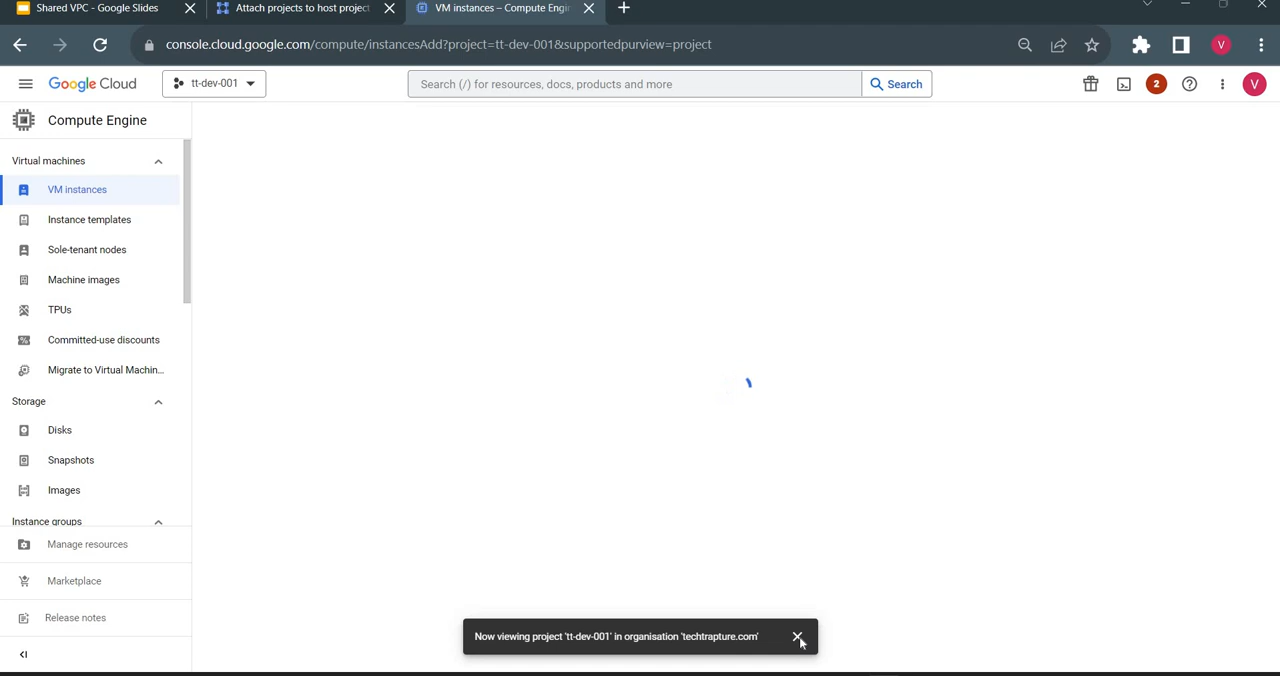 Shared VPC - Google Slides
Attach projects to host project
VM instances – Compute Engin
console.cloud.google.com/compute/instancesAdd?project=tt-dev-001&supportedpurview=project
V
Google Cloud
tt-dev-001
Search (/) for resources, docs, products and more
Search
2
V
Compute Engine
Virtual machines
VM instances
Instance templates
Sole-tenant nodes
Machine images
TPUs
Committed-use discounts
Migrate to Virtual Machin...
Storage
Disks
Snapshots
Images
Instance groups
Manage resources
Marketplace
Release notes
Now viewing project 'tt-dev-001' in organisation 'techtrapture.com'